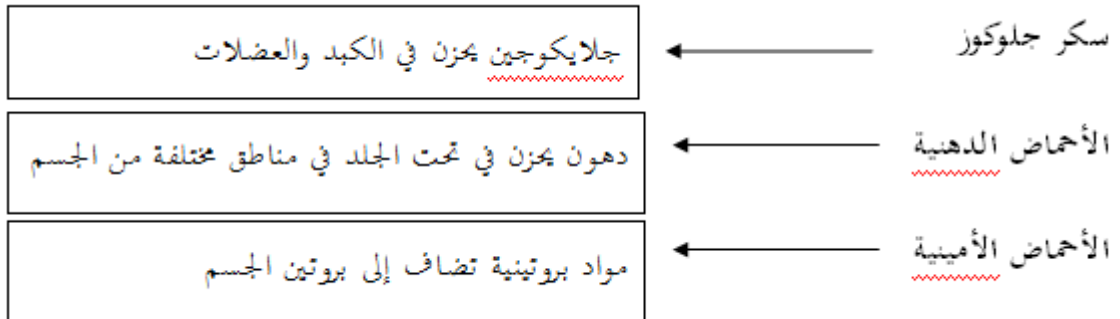 سكر جلوكوز
جلايكوجين يخزن في الكبد والعضلات
الأحماض الدهنية
دهون يخزن في تحت الجلد في مناطق مختلفة من الجسم
الأحماض الأمينية
مواد بروتينية تضاف إلى بروتين الجسم